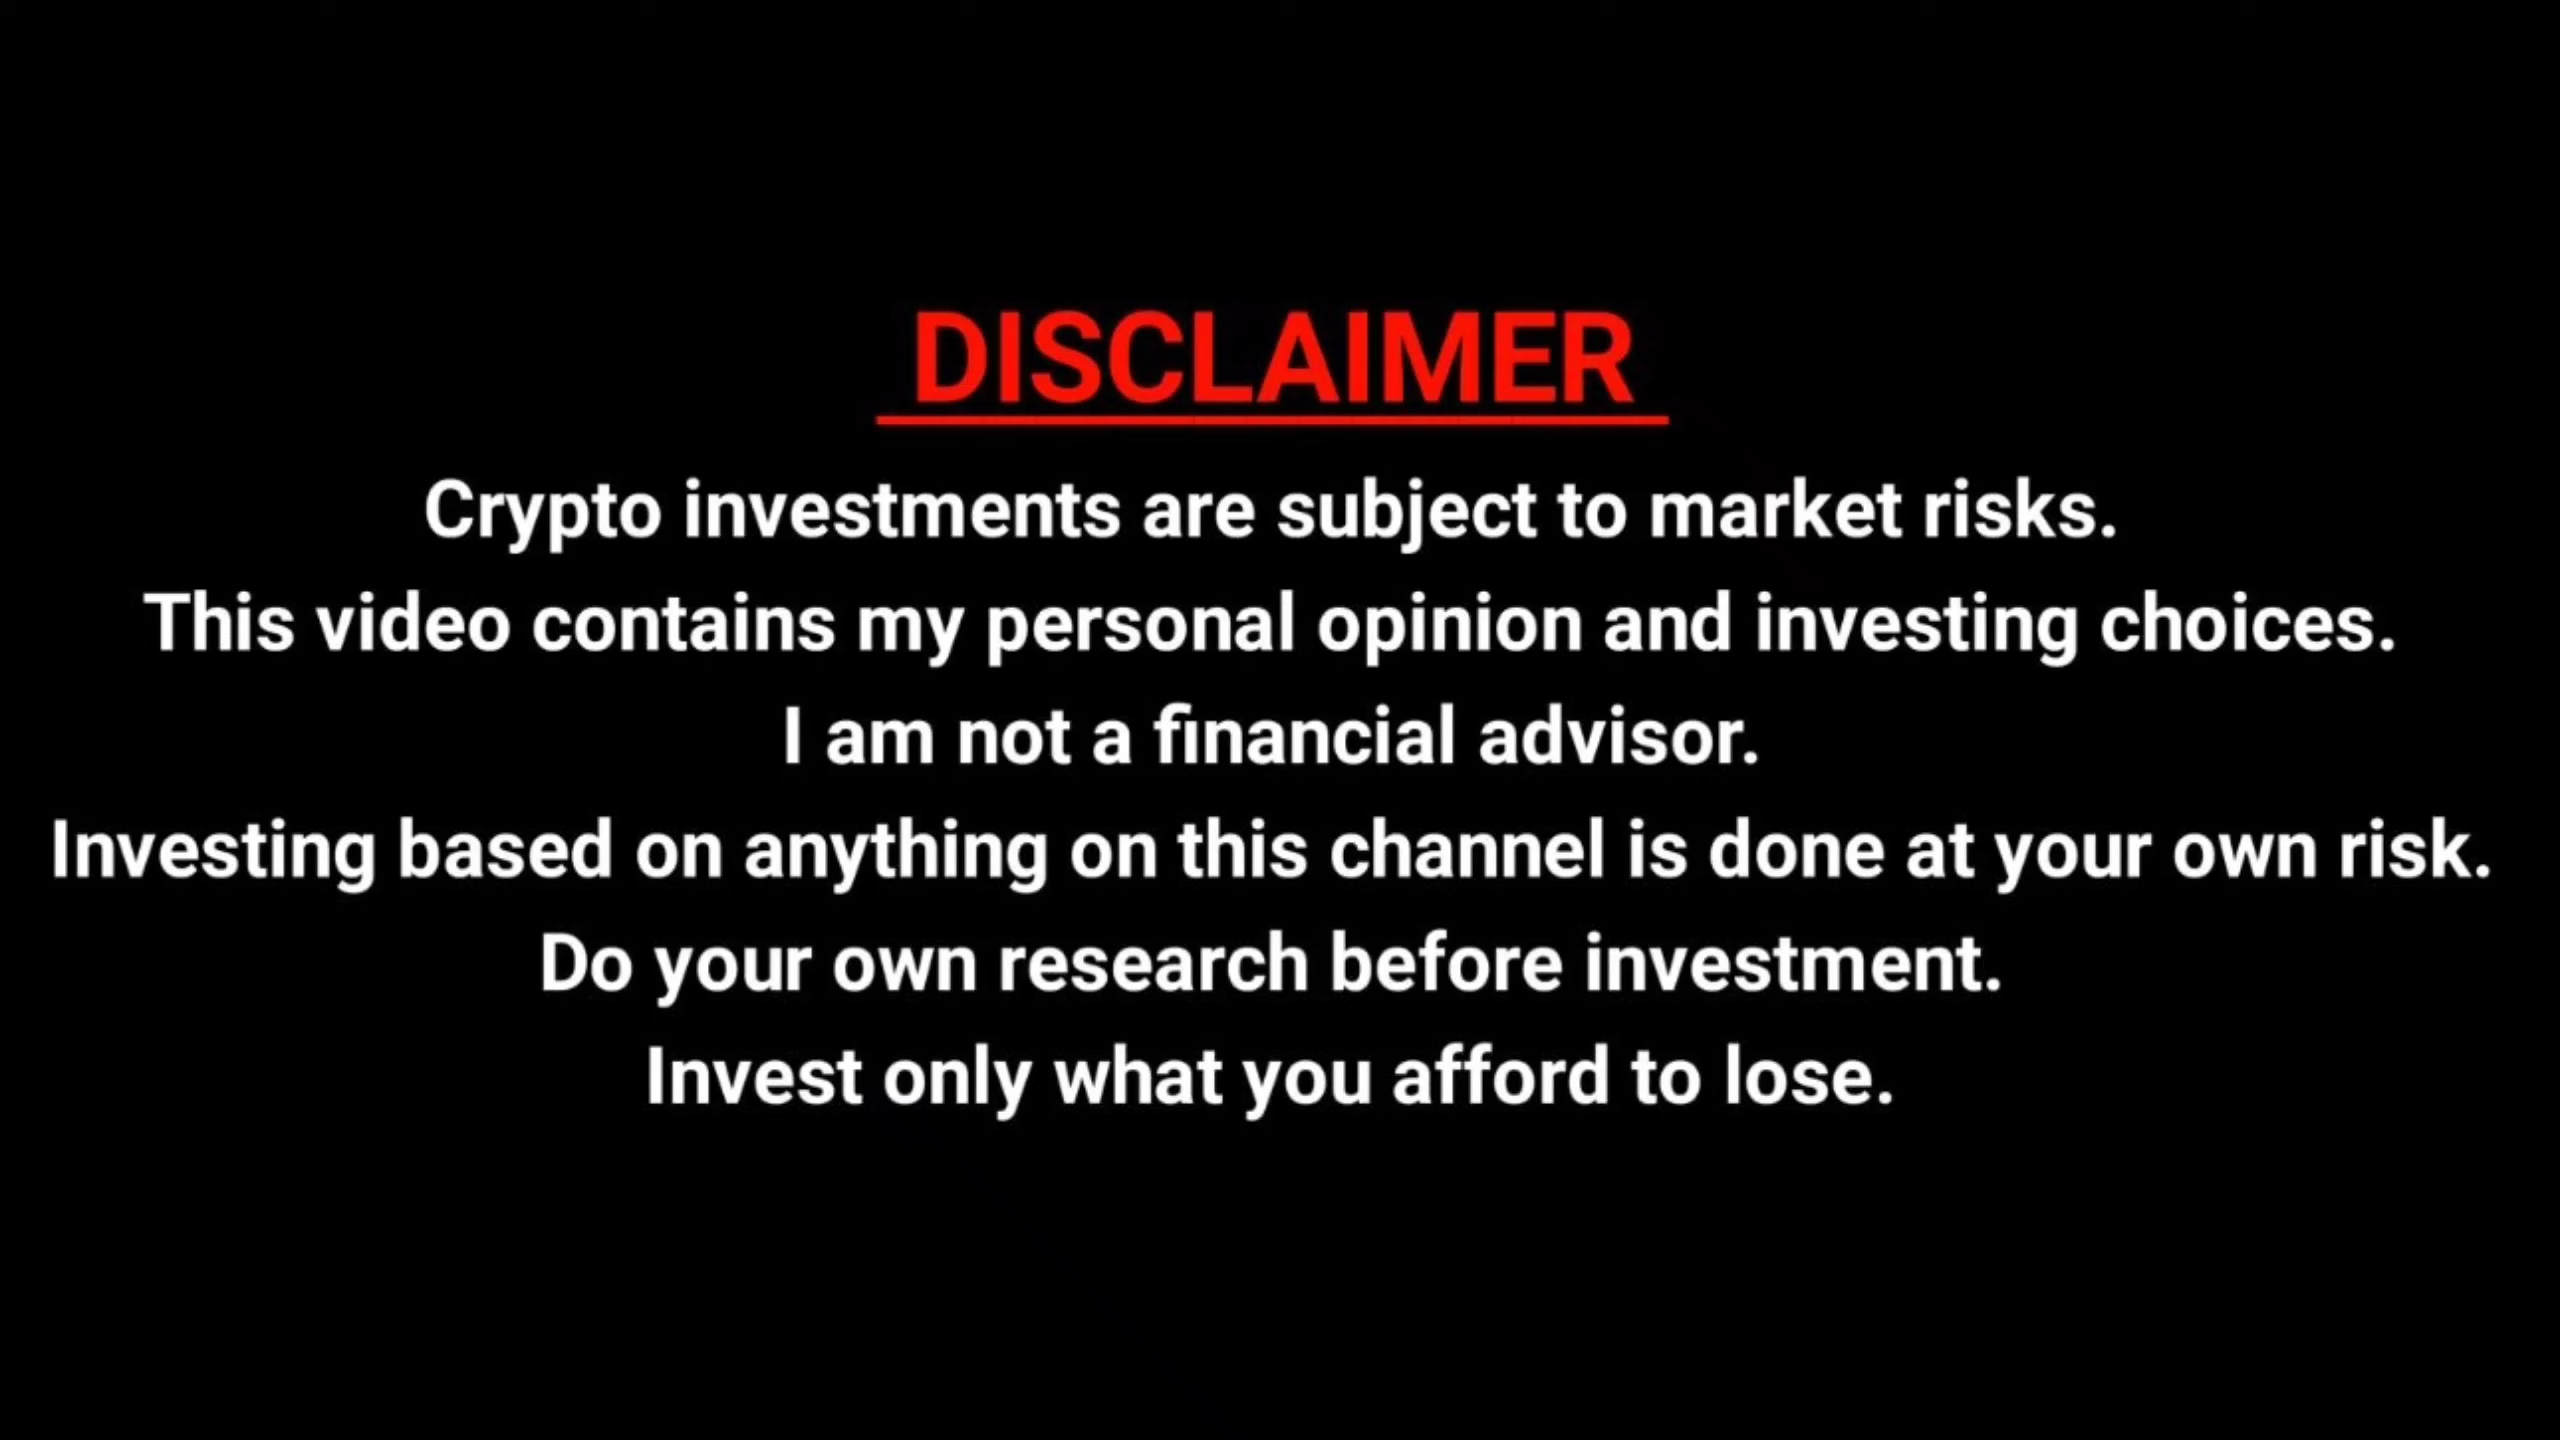 DISCLAIMER
Crypto investments are subject to market risks.
This video contains my personal opinion and investing choices.
I am not a financial advisor.
Investing based on anything on this channel is done at your own risk.
Do your own research before investment.
Invest only what you afford to lose.